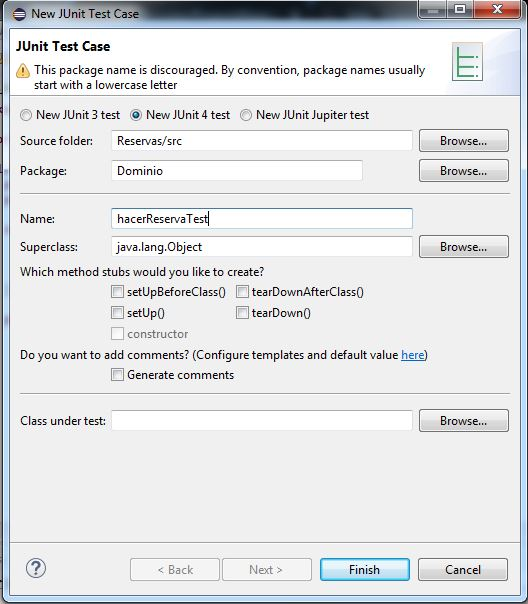 New JUnit Test Case
JUnit Test Case
This package name is discouraged. By convention, package names usually
start with a lowercase letter
New JUnit 3 test New JUnit 4 test New JUnit Jupiter test
Source folder: Reservas/src Browse...
Package: Dominio Browse...
Name: hacerReservaTest
Superclass: java.lang.Object Browse...
Which method stubs would you like to create?
setUpBeforeClass() tearDownAfterClass()
setUp() tearDown()
constructor
Do you want to add comments? (Configure templates and default value here)
Generate comments
Class under test: Browse...
? < Back Next > Finish Cancel